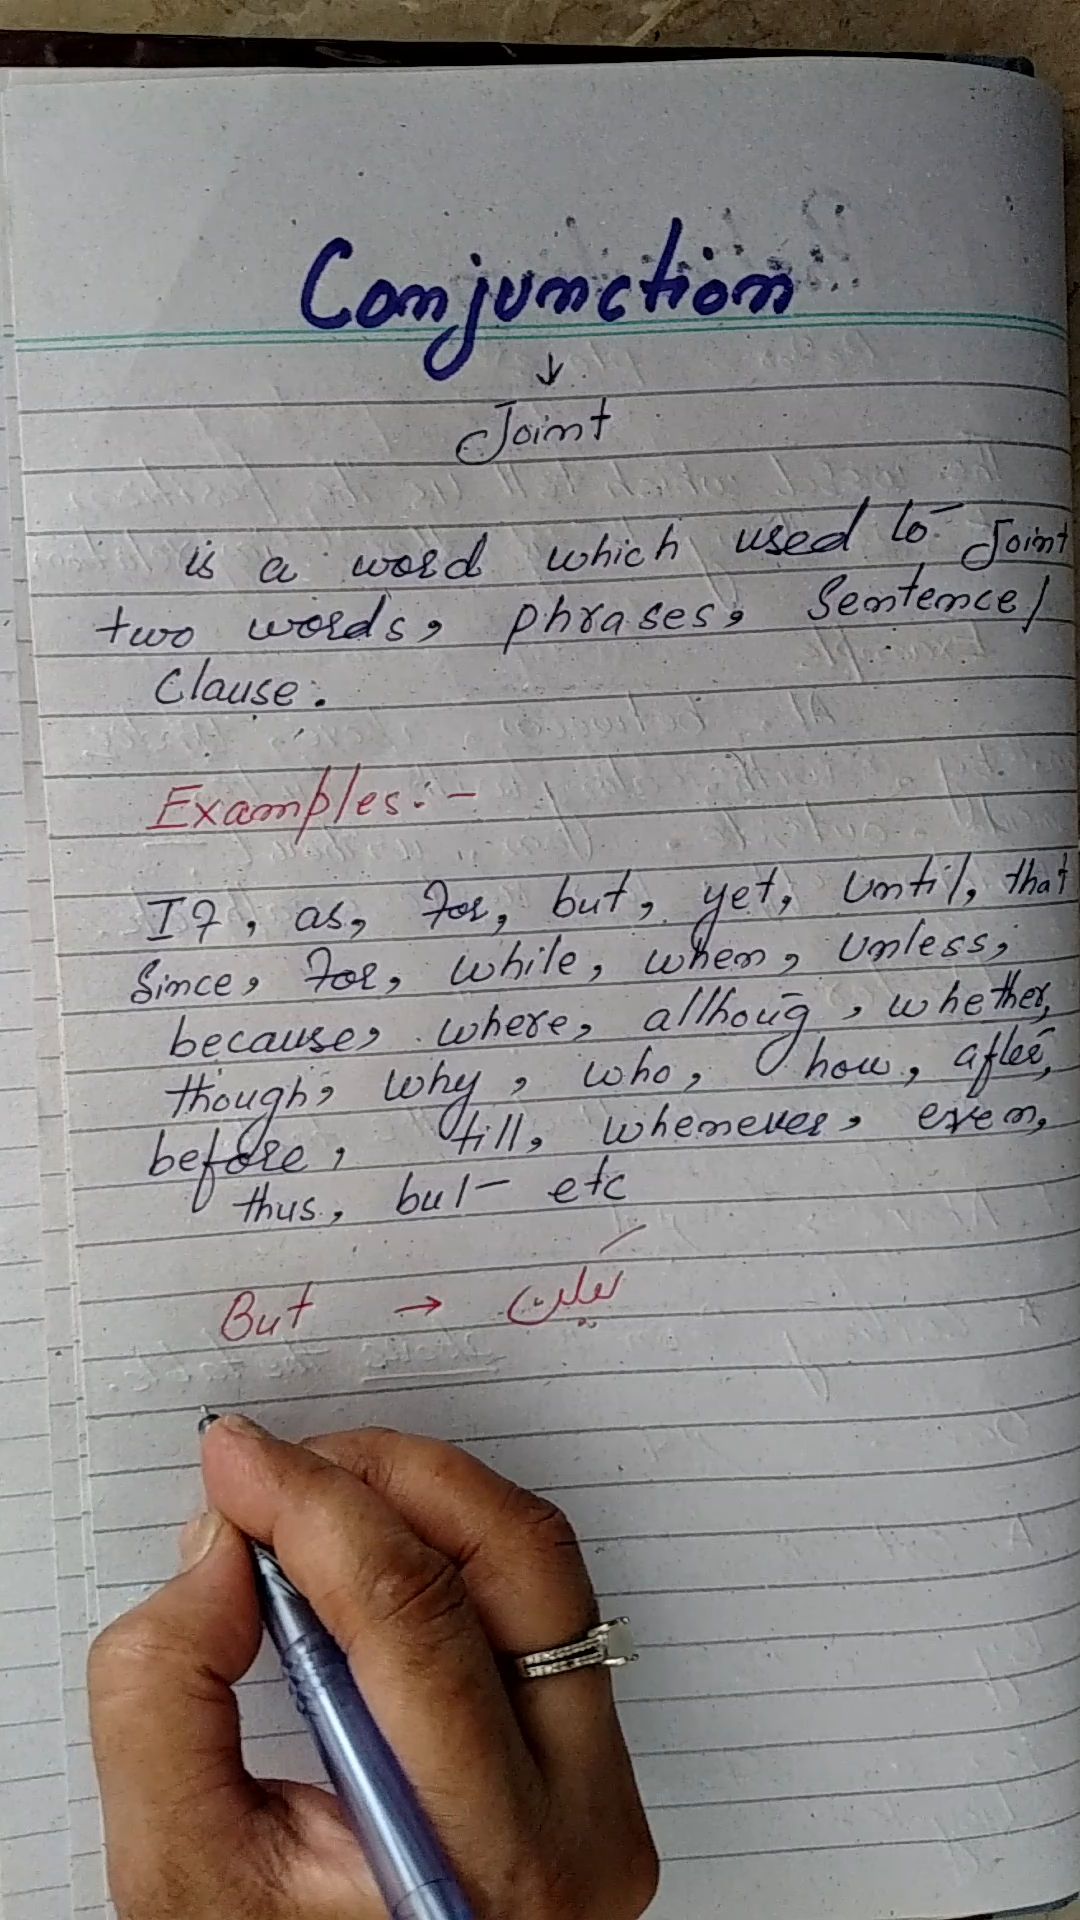 Conjunction
↓
Joint
is a word which used to Joint
two words, phrases, Sentence/
Clause.
Examples:-
If, as, for, but, yet, until, that
Since, for, while, when, unless,
because, where, althoug, whether,
though, why, who, how, after,
before, till, whenever, even,
thus, but etc
But → لیکن